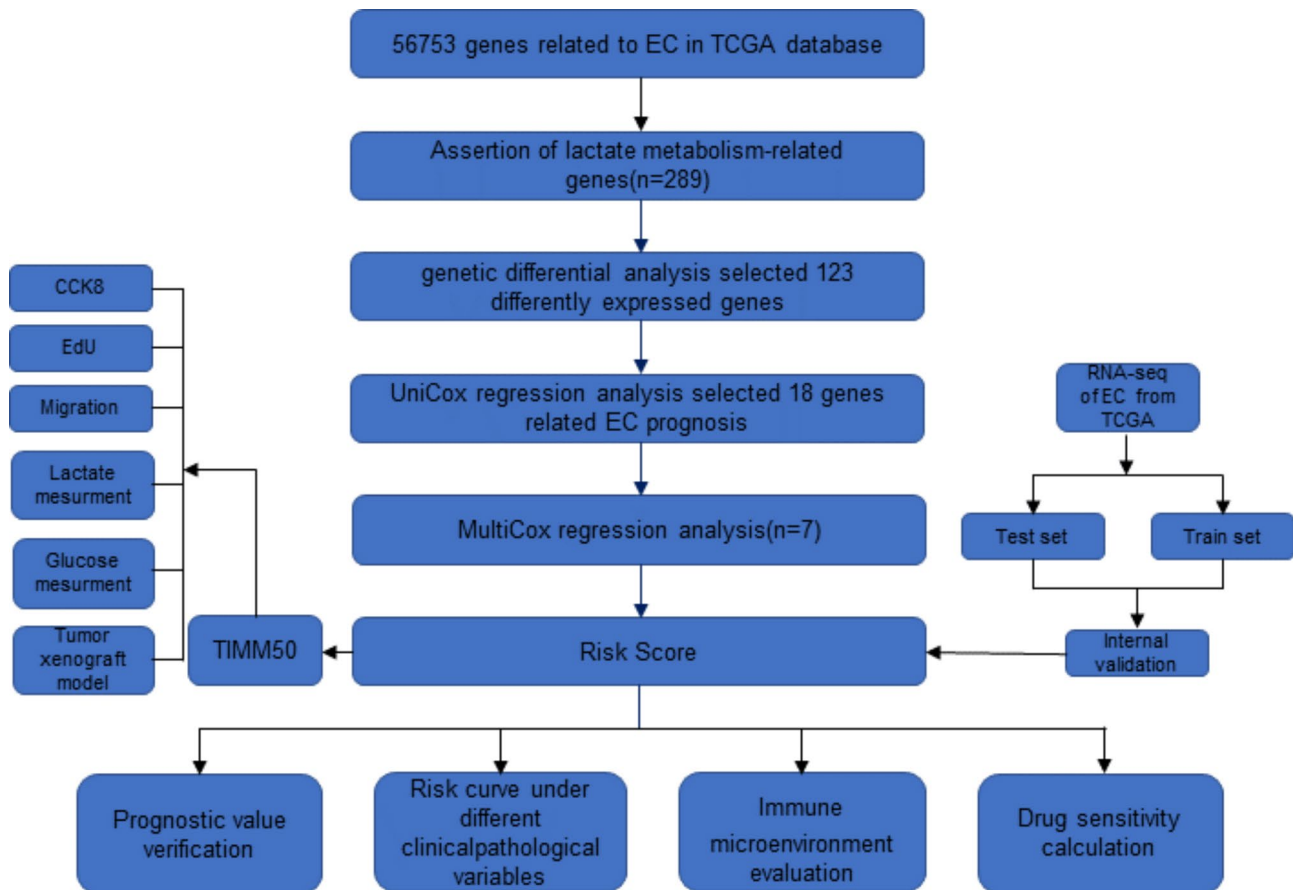 56753 genes related to EC in TCGA database
Assertion of lactate metabolism-related
genes(n=289)
genetic differential analysis selected 123
differently expressed genes
UniCox regression analysis selected 18 genes
related EC prognosis
MultiCox regression analysis(n=7)
Risk Score
CCK8
EdU
Migration
Lactate
mesurment
Glucose
mesurment
Tumor
xenograft
model
TIMM50
RNA-seq
of EC from
TCGA
Test set
Train set
Internal
validation
Prognostic value
verification
Risk curve under
different
clinicalpathological
variables
Immune
microenvironment
evaluation
Drug sensitivity
calculation